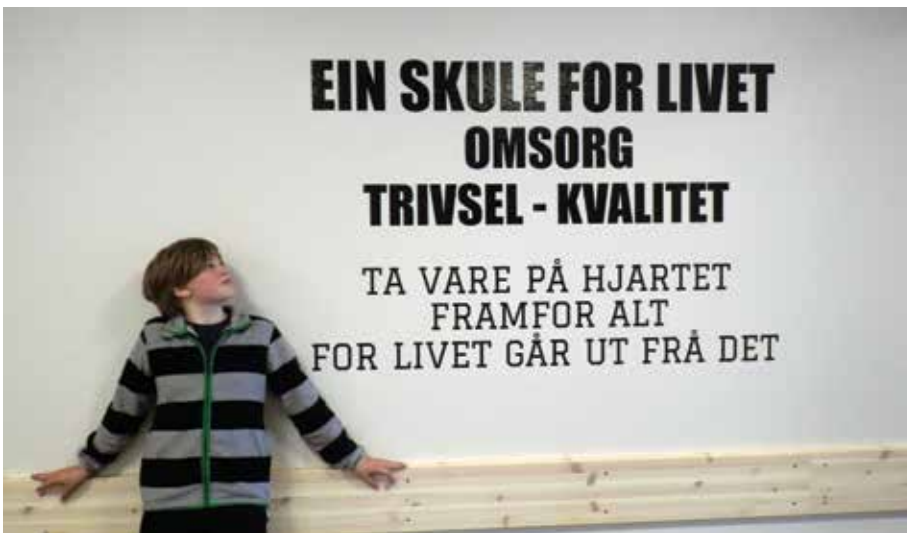 EIN SKULE FOR LIVET
OMSORG
TRIVSEL - KVALITET
TA VARE PÅ HJARTET
FRAMFOR ALT
FOR LIVET GÅR UT FRÅ DET